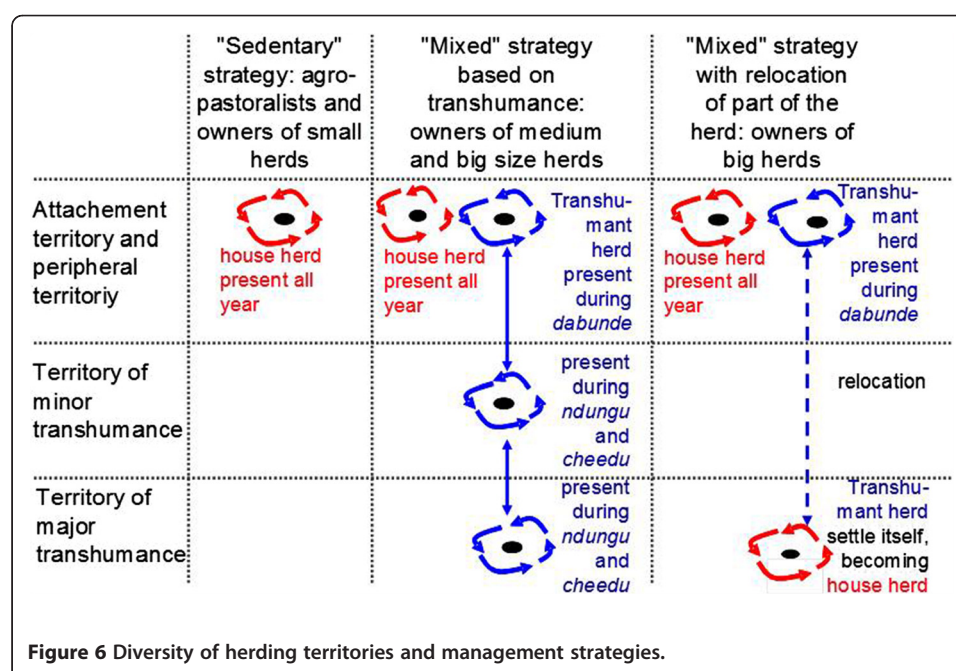 "Sedentary"
strategy: agro-
pastoralists and
owners of small
herds
"Mixed" strategy
based on
transhumance:
owners of medium
and big size herds
"Mixed" strategy
with relocation
of part of the
herd: owners of
big herds
Attachement
territory and
peripheral
territoriy
house herd
present all
year
house herd
present all
year
Transhu-
mant
herd
present
during
dabunde
house herd
present all
year
Transhu-
mant
herd
present
during
dabunde
Territory of
minor
transhumance
present
during
ndungu
and
cheedu
relocation
Territory of
major
transhumance
present
during
ndungu
and
cheedu
Transhu-
mant herd
settle itself,
becoming
house herd
Figure 6 Diversity of herding territories and management strategies.